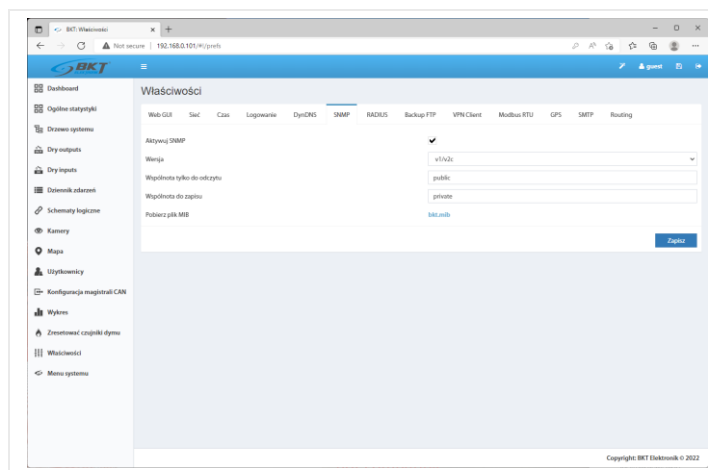 BKT: Właściwości
Not secure 192.168.0.101/#!/prefs
BKT
guest
Dashboard
Ogólne statystyki
Drzewo systemu
Dry outputs
Dry inputs
Dziennik zdarzeń
Schematy logiczne
Kamery
Mapa
Użytkownicy
Konfiguracja magistrali CAN
Wykres
Zresetować czujniki dymu
Właściwości
Menu systemu
Właściwości
Web GUI Sieć Czas Logowanie DynDNS SNMP RADIUS Backup FTP VPN Client Modbus RTU GPS SMTP Routing
Aktywuj SNMP
Wersja v1/v2c
Wspólnota tylko do odczytu public
Wspólnota do zapisu private
Pobierz plik MIB bkt.mib
Zapisz
Copyright: BKT Elektronik © 2022